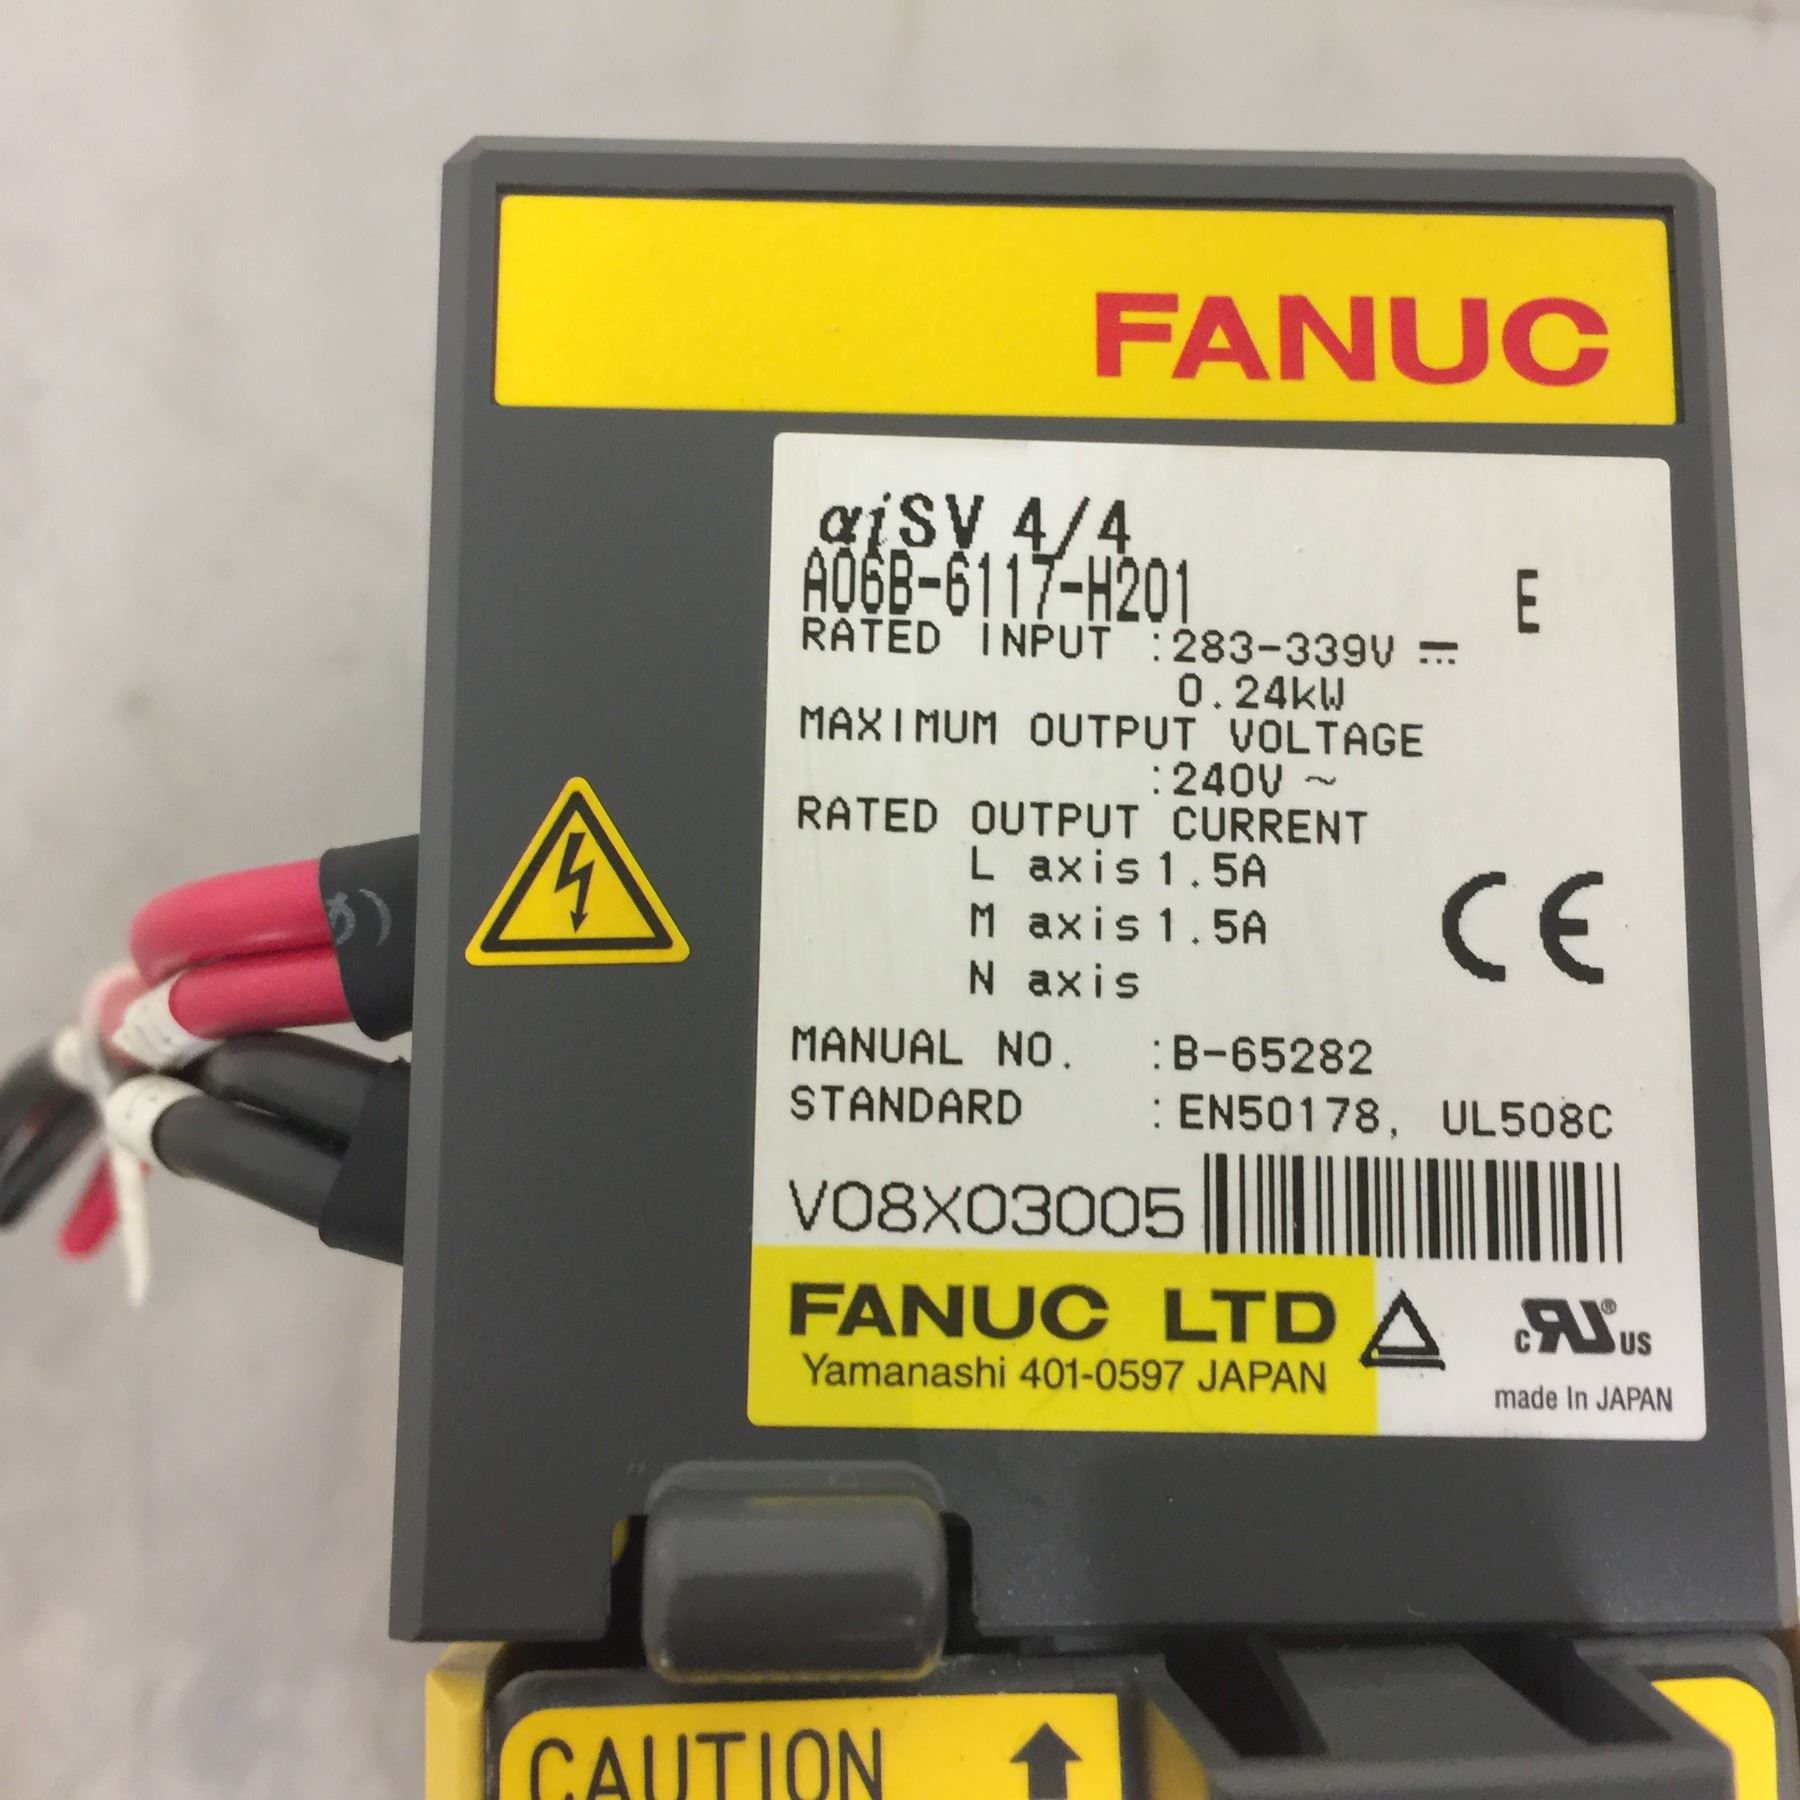 FANUC
αiSV 4/4
A06B-6117-H201 E
RATED INPUT :283-339V ⎓
0.24kW
MAXIMUM OUTPUT VOLTAGE
:240V ~
RATED OUTPUT CURRENT
L axis 1.5A
M axis 1.5A
N axis
CE
MANUAL NO. :B-65282
STANDARD :EN50178, UL508C
V08X03005
FANUC LTD
Yamanashi 401-0597 JAPAN
c RU ® US
made In JAPAN
CAUTION